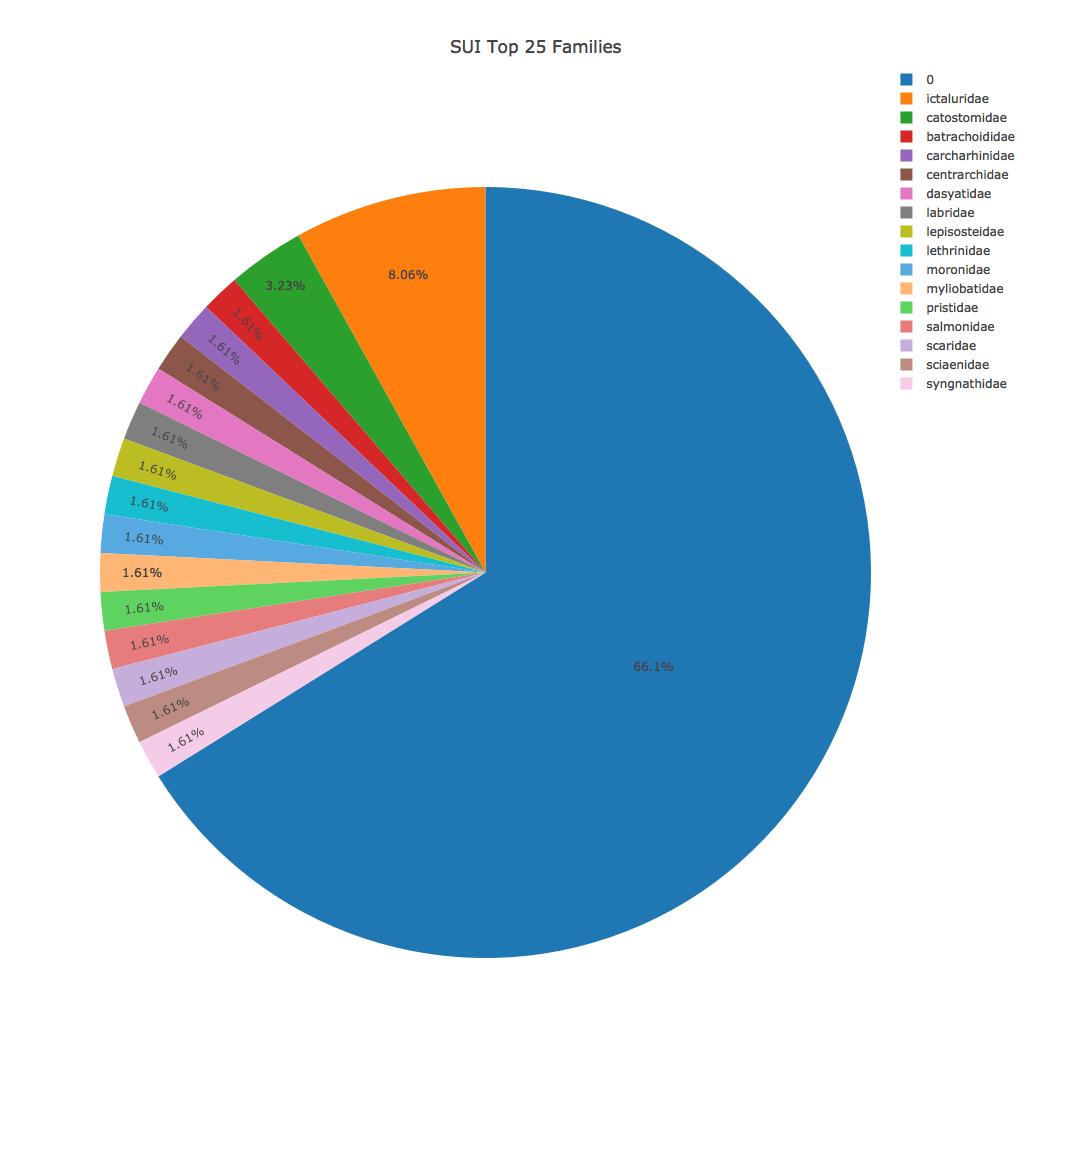 SUI Top 25 Families
0
ictaluridae
catostomidae
batrachoididae
carcharhinidae
centrarchidae
dasyatidae
labridae
lepisosteidae
lethrinidae
moronidae
myliobatidae
pristidae
salmonidae
scaridae
sciaenidae
syngnathidae
8.06%
3.23%
1.61%
1.61%
1.61%
1.61%
1.61%
1.61%
1.61%
1.61%
1.61%
1.61%
1.61%
1.61%
1.61%
1.61%
66.1%